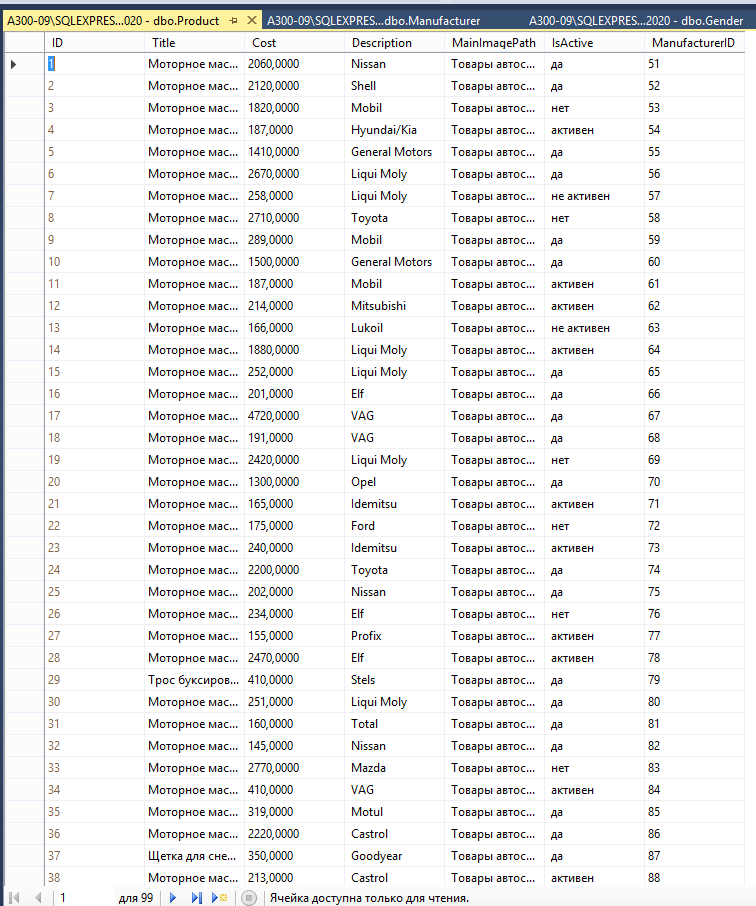 A300-09\SQLEXPRES...020 - dbo.Product A300-09\SQLEXPRES...dbo.Manufacturer A300-09\SQLEXPRES...2020 - dbo.Gender
ID Title Cost Description MainImagePath IsActive ManufacturerID
1 Моторное мас... 2060,0000 Nissan Товары автос... да 51
2 Моторное мас... 2120,0000 Shell Товары автос... да 52
3 Моторное мас... 1820,0000 Mobil Товары автос... нет 53
4 Моторное мас... 187,0000 Hyundai/Kia Товары автос... активен 54
5 Моторное мас... 1410,0000 General Motors Товары автос... да 55
6 Моторное мас... 2670,0000 Liqui Moly Товары автос... да 56
7 Моторное мас... 258,0000 Liqui Moly Товары автос... не активен 57
8 Моторное мас... 2710,0000 Toyota Товары автос... нет 58
9 Моторное мас... 289,0000 Mobil Товары автос... да 59
10 Моторное мас... 1500,0000 General Motors Товары автос... да 60
11 Моторное мас... 187,0000 Mobil Товары автос... активен 61
12 Моторное мас... 214,0000 Mitsubishi Товары автос... активен 62
13 Моторное мас... 166,0000 Lukoil Товары автос... не активен 63
14 Моторное мас... 1880,0000 Liqui Moly Товары автос... активен 64
15 Моторное мас... 252,0000 Liqui Moly Товары автос... да 65
16 Моторное мас... 201,0000 Elf Товары автос... да 66
17 Моторное мас... 4720,0000 VAG Товары автос... да 67
18 Моторное мас... 191,0000 VAG Товары автос... да 68
19 Моторное мас... 2420,0000 Liqui Moly Товары автос... нет 69
20 Моторное мас... 1300,0000 Opel Товары автос... да 70
21 Моторное мас... 165,0000 Idemitsu Товары автос... активен 71
22 Моторное мас... 175,0000 Ford Товары автос... нет 72
23 Моторное мас... 240,0000 Idemitsu Товары автос... активен 73
24 Моторное мас... 2200,0000 Toyota Товары автос... да 74
25 Моторное мас... 202,0000 Nissan Товары автос... да 75
26 Моторное мас... 234,0000 Elf Товары автос... нет 76
27 Моторное мас... 155,0000 Profix Товары автос... активен 77
28 Моторное мас... 2470,0000 Elf Товары автос... активен 78
29 Трос буксиров... 410,0000 Stels Товары автос... да 79
30 Моторное мас... 251,0000 Liqui Moly Товары автос... да 80
31 Моторное мас... 160,0000 Total Товары автос... да 81
32 Моторное мас... 145,0000 Nissan Товары автос... да 82
33 Моторное мас... 2770,0000 Mazda Товары автос... нет 83
34 Моторное мас... 410,0000 VAG Товары автос... активен 84
35 Моторное мас... 319,0000 Motul Товары автос... да 85
36 Моторное мас... 2220,0000 Castrol Товары автос... да 86
37 Щетка для сне... 350,0000 Goodyear Товары автос... да 87
38 Моторное мас... 213,0000 Castrol Товары автос... активен 88
1 для 99 Ячейка доступна только для чтения.